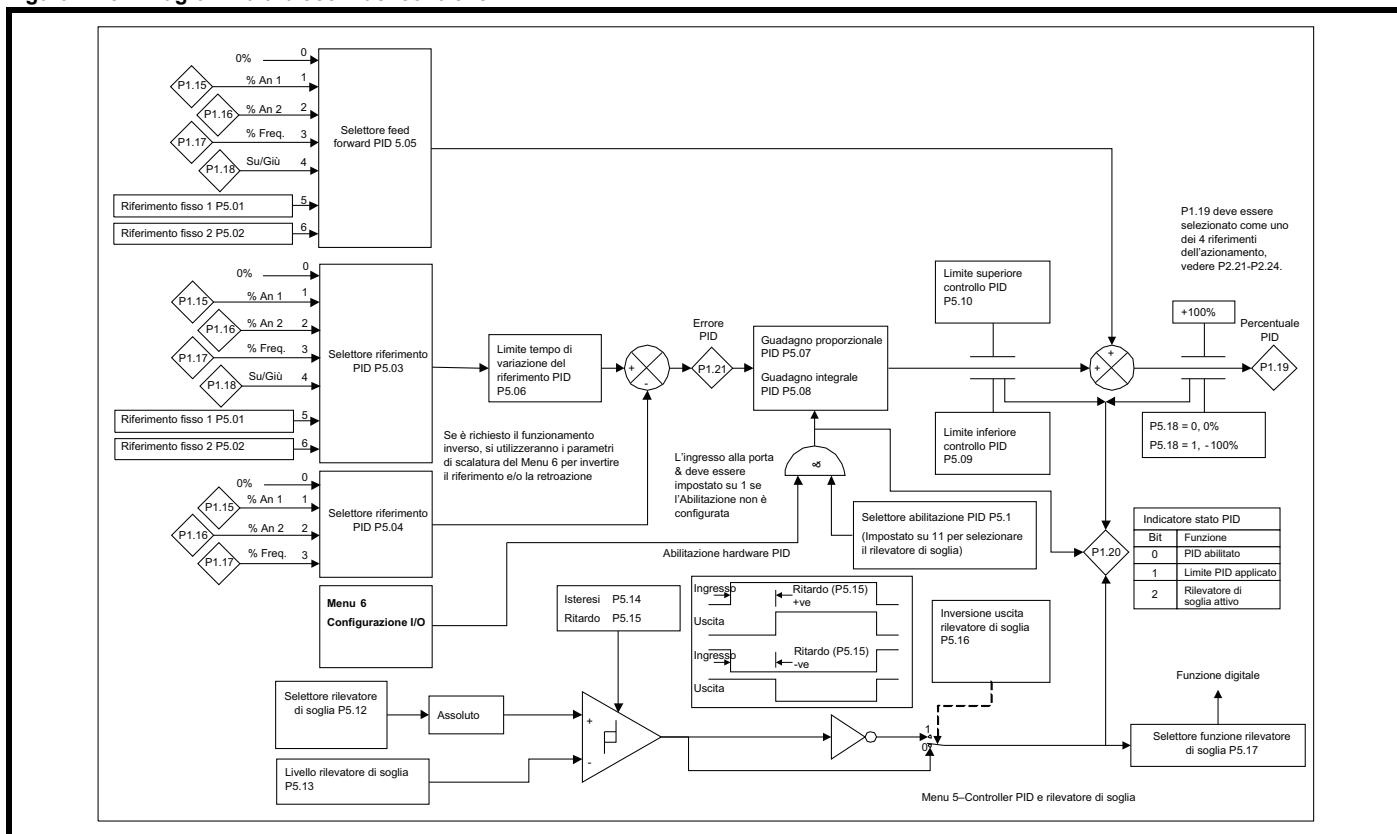 0%
0
P1.15
% An 1
1
P1.16
% An 2
2
P1.17
% Freq.
3
P1.18
Su/Giù
4
Riferimento fisso 1 P5.01
5
Riferimento fisso 2 P5.02
6
Selettore feed
forward PID 5.05
P1.19 deve essere
selezionato come uno
dei 4 riferimenti
dell'azionamento,
vedere P2.21-P2.24.
0%
0
P1.15
% An 1
1
P1.16
% An 2
2
P1.17
% Freq.
3
P1.18
Su/Giù
4
Riferimento fisso 1 P5.01
5
Riferimento fisso 2 P5.02
6
Selettore riferimento
PID P5.03
Limite tempo di
variazione del
riferimento PID
P5.06
+
-
Errore
PID
P1.21
Guadagno proporzionale
PID P5.07
Guadagno integrale
PID P5.08
Limite superiore
controllo PID
P5.10
Limite inferiore
controllo PID
P5.09
+
+
+100%
Percentuale
PID
P1.19
P5.18 = 0, 0%
P5.18 = 1, -100%
Se è richiesto il funzionamento
inverso, si utilizzeranno i parametri
di scalatura del Menu 6 per invertire
il riferimento e/o la retroazione
L'ingresso alla porta
& deve essere
impostato su 1 se
l'Abilitazione non è
configurata
&
0%
0
P1.15
% An 1
1
P1.16
% An 2
2
P1.17
% Freq.
3
Selettore riferimento
PID P5.04
Abilitazione hardware PID
Selettore abilitazione PID P5.1
(Impostato su 11 per selezionare
il rilevatore di soglia)
P1.20
Indicatore stato PID
Bit Funzione
0 PID abilitato
1 Limite PID applicato
2 Rilevatore di
soglia attivo
Menu 6
Configurazione I/O
Isteresi P5.14
Ritardo P5.15
Ingresso
Ritardo (P5.15)
+ve
Uscita
Ingresso
Ritardo (P5.15)
-ve
Uscita
Inversione uscita
rilevatore di soglia
P5.16
Funzione digitale
Selettore rilevatore
di soglia P5.12
Assoluto
+
-
1
0
Selettore funzione rilevatore
di soglia P5.17
Livello rilevatore di soglia
P5.13
Menu 5–Controller PID e rilevatore di soglia